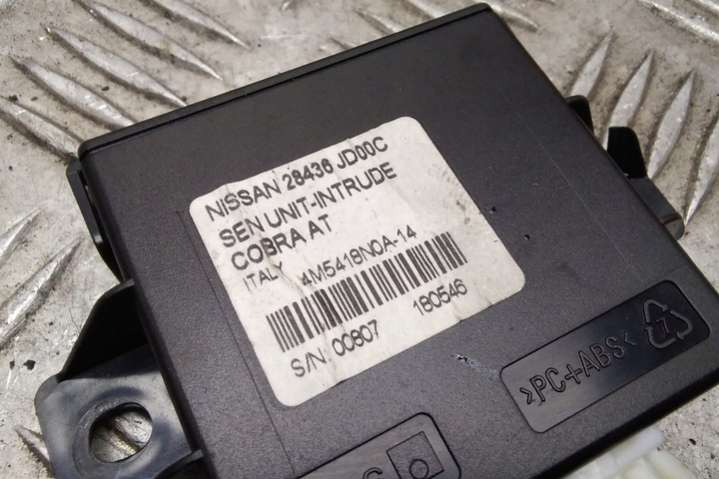 NISSAN 28436 JD00C
SEN UNIT-INTRUDE
COBRA AT
ITALY 4M5418N0A-14
S/N: 00807 180546
>PC+ABS<
7